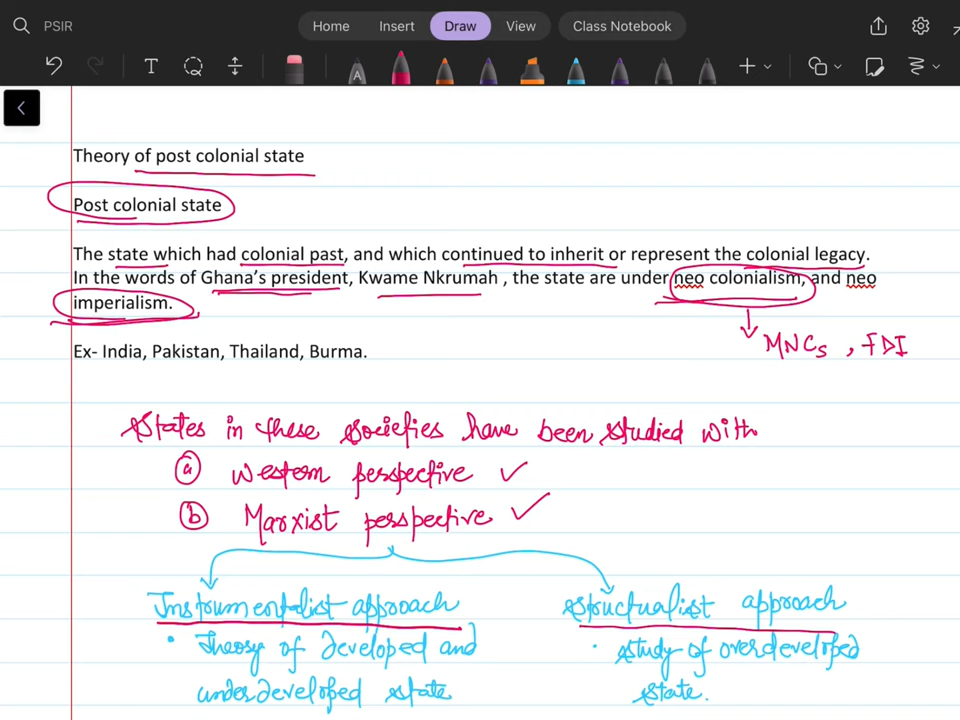 PSIR
Home Insert Draw View Class Notebook
T
A
Theory of post colonial state
Post colonial state
The state which had colonial past, and which continued to inherit or represent the colonial legacy.
In the words of Ghana's president, Kwame Nkrumah , the state are under neo colonialism, and neo
imperialism.
MNCs , FDI
Ex- India, Pakistan, Thailand, Burma.
States in these societies have been studied with
(a) Western perspective ✓
(b) Marxist perspective ✓
Instrumentalist approach
• Theory of developed and
underdeveloped state
Structualist approach
• study of overdeveloped
state.